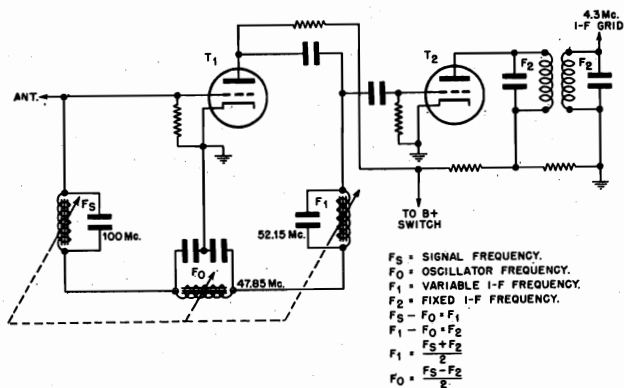 4.3 Mc.
I-F GRID
T1
T2
F2
F2
ANT.
FS
100 Mc.
F1
52.15 Mc.
FO
47.85 Mc.
TO B+
SWITCH
FS = SIGNAL FREQUENCY.
FO = OSCILLATOR FREQUENCY.
F1 = VARIABLE I-F FREQUENCY.
F2 = FIXED I-F FREQUENCY.
FS - FO = F1
F1 - FO = F2
F1 = FS + F2 / 2
FO = FS - F2 / 2